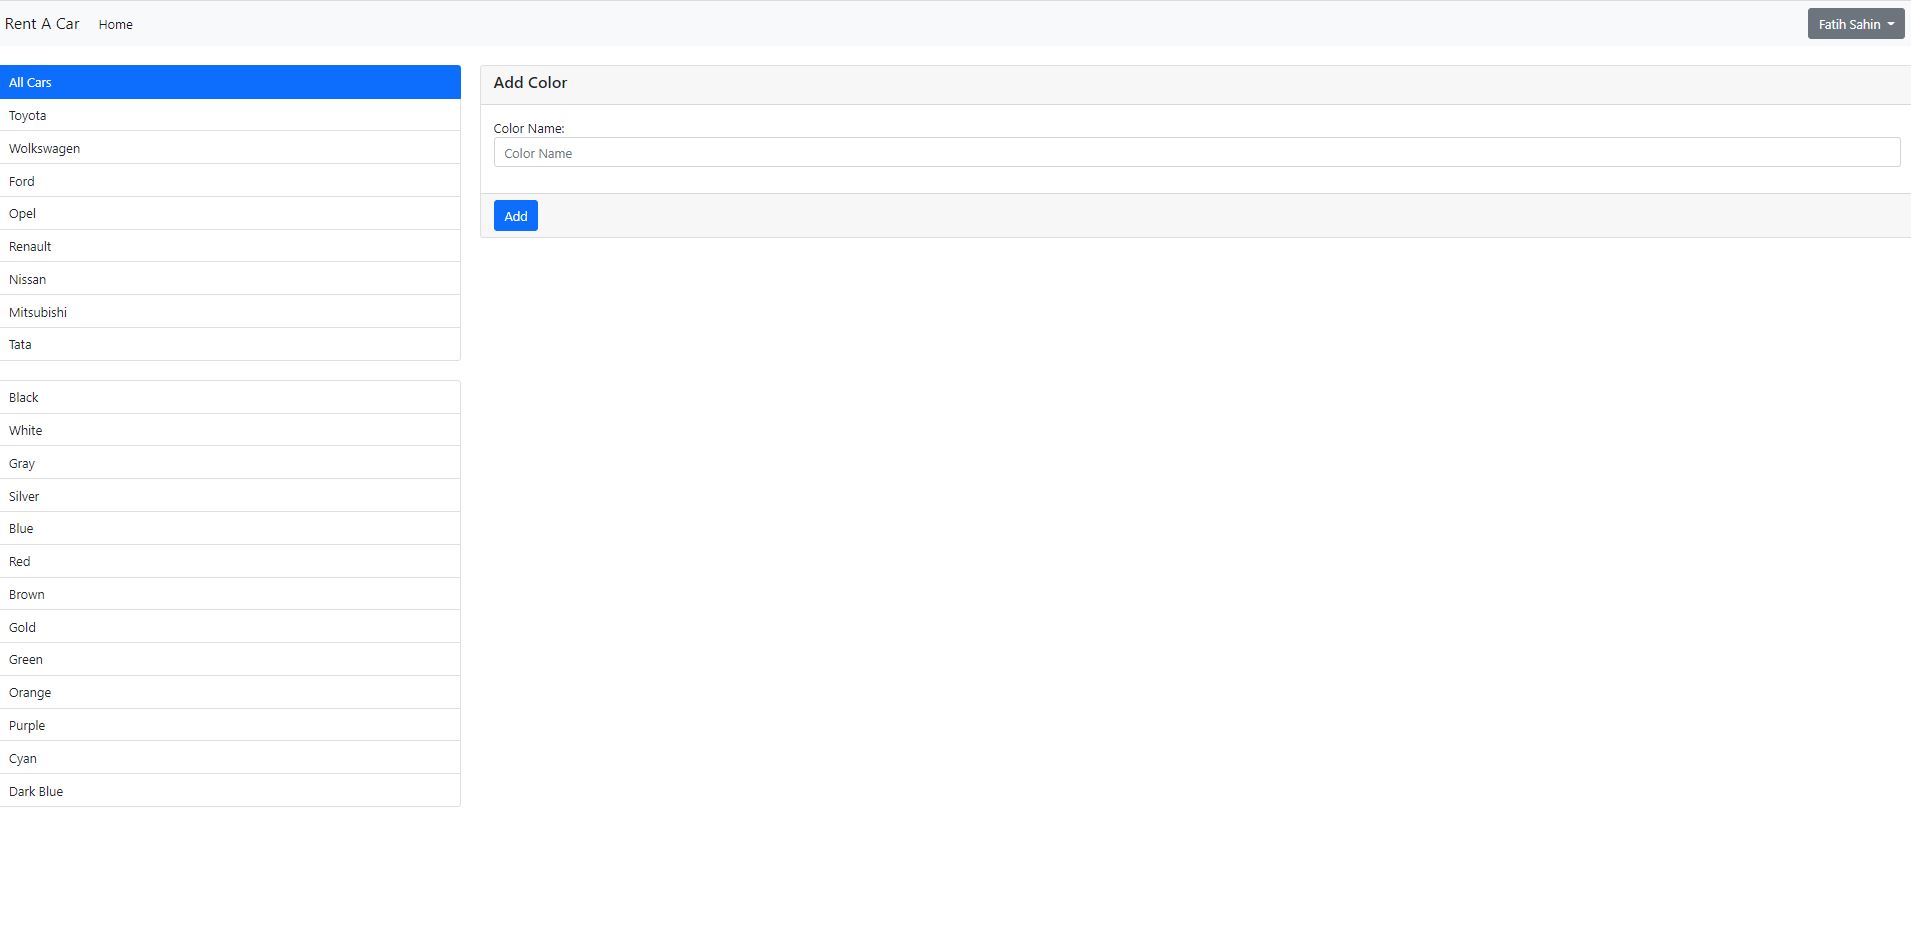 Rent A Car Home Fatih Sahin
All Cars
Toyota
Wolkswagen
Ford
Opel
Renault
Nissan
Mitsubishi
Tata
Black
White
Gray
Silver
Blue
Red
Brown
Gold
Green
Orange
Purple
Cyan
Dark Blue
Add Color
Color Name:
Color Name
Add